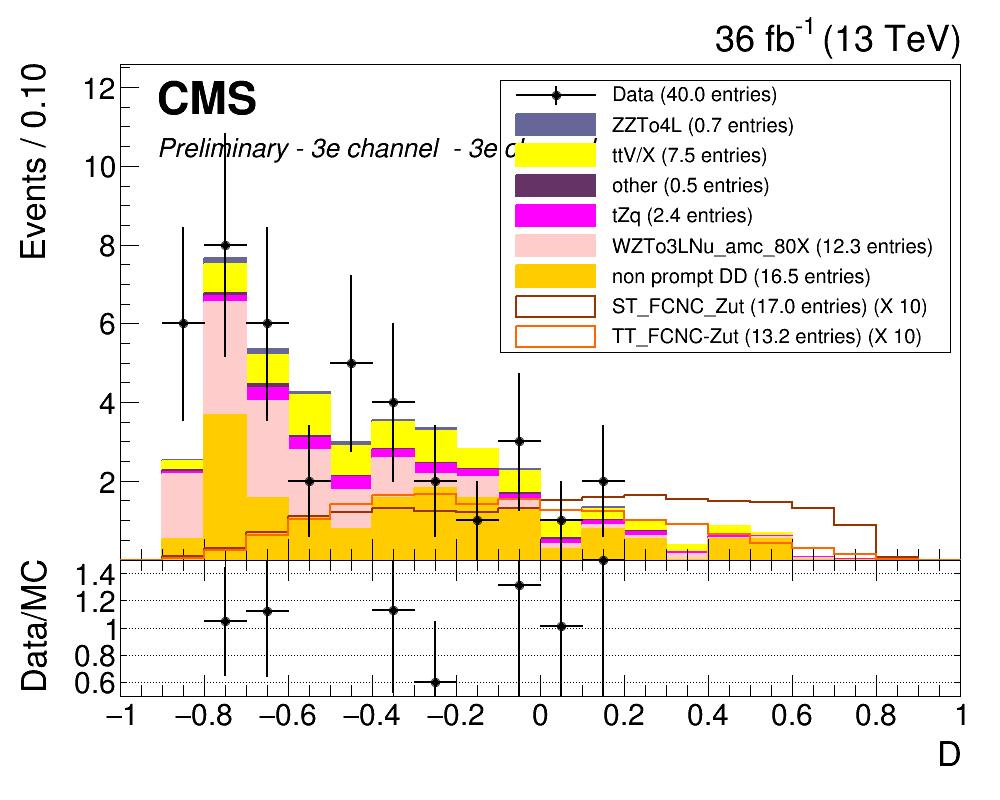 36 fb-1 (13 TeV)
Events / 0.10
12
10
8
6
4
2
CMS
Preliminary - 3e channel - 3e c
Data (40.0 entries)
ZZTo4L (0.7 entries)
ttV/X (7.5 entries)
other (0.5 entries)
tZq (2.4 entries)
WZTo3LNu_amc_80X (12.3 entries)
non prompt DD (16.5 entries)
ST_FCNC_Zut (17.0 entries) (X 10)
TT_FCNC-Zut (13.2 entries) (X 10)
Data/MC
1.4
1.2
1
0.8
0.6
−1 −0.8 −0.6 −0.4 −0.2 0 0.2 0.4 0.6 0.8 1
D